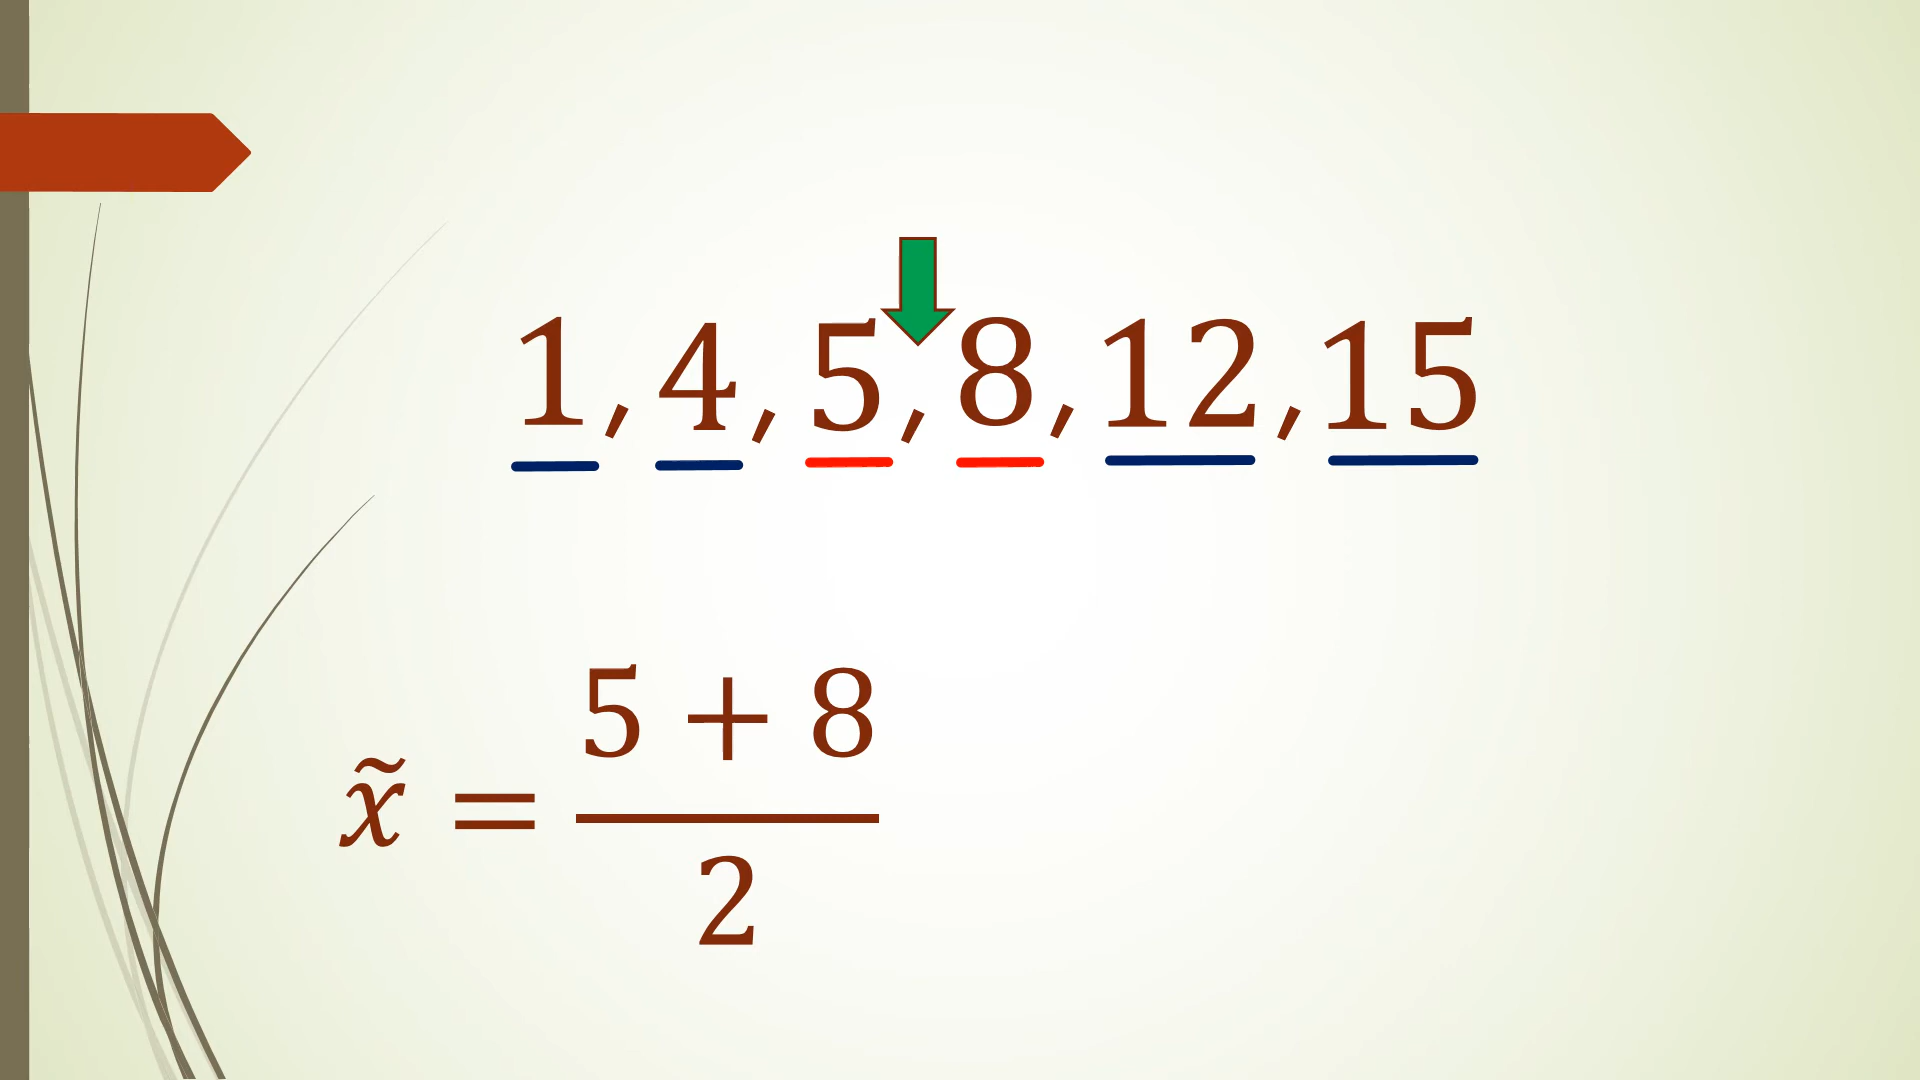 1, 4, 5, 8, 12, 15
x̃ = (5 + 8) / 2